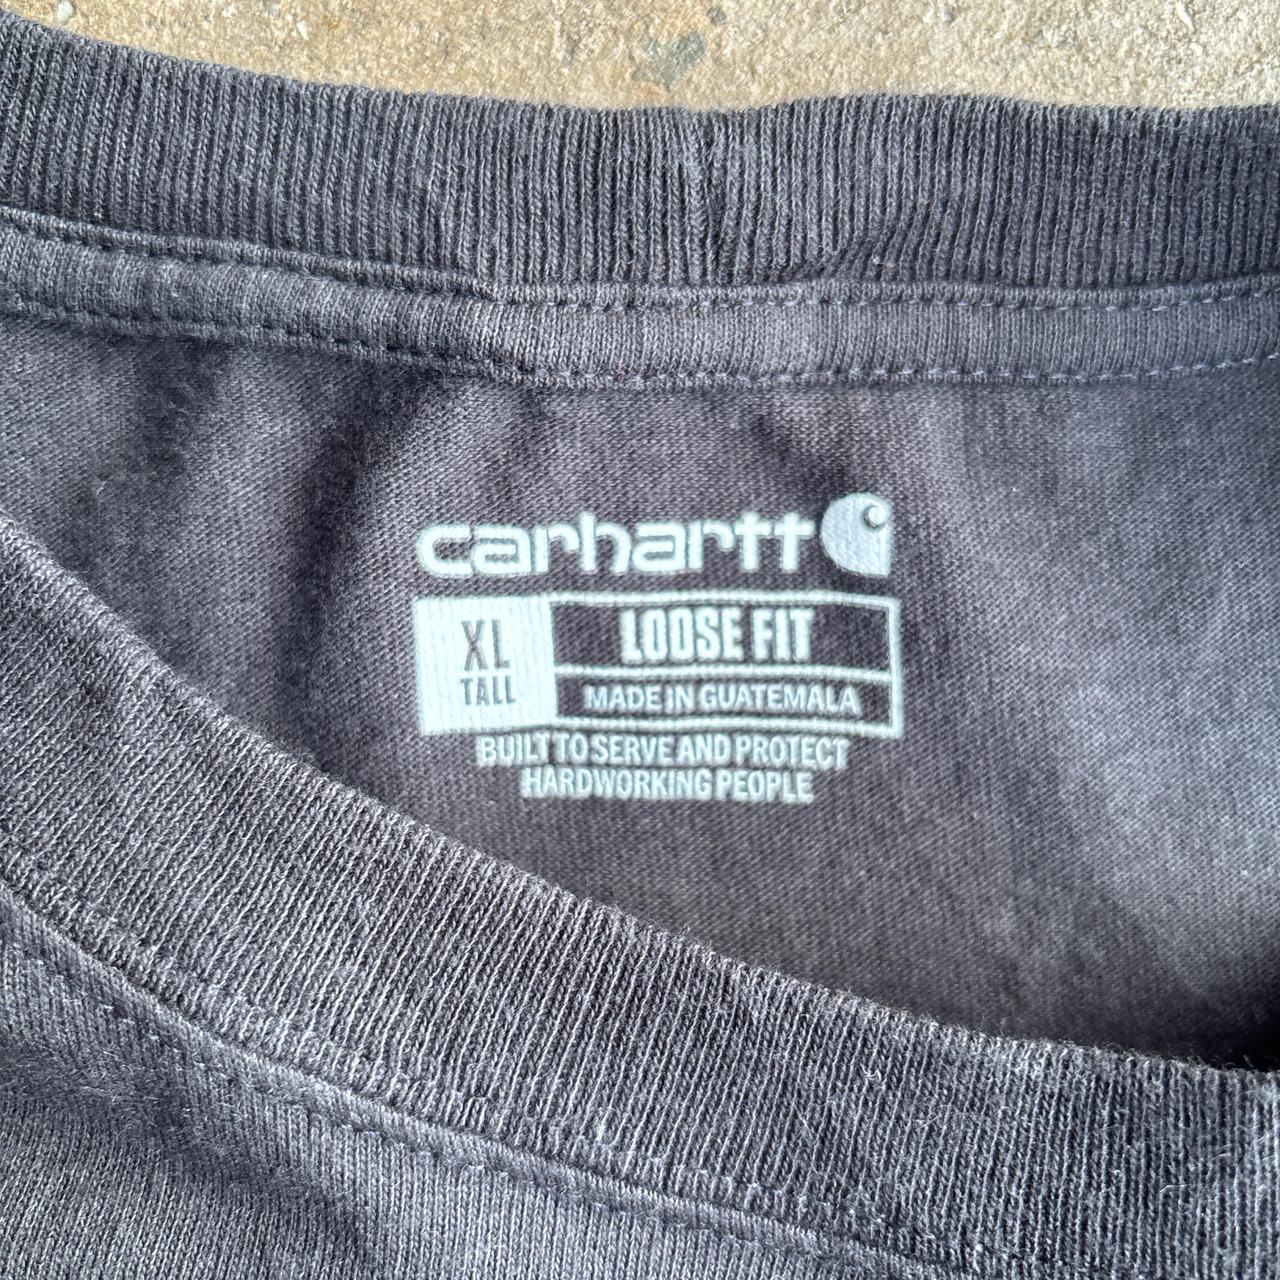 carhartt
XL
TALL
LOOSE FIT
MADE IN GUATEMALA
BUILT TO SERVE AND PROTECT
HARDWORKING PEOPLE